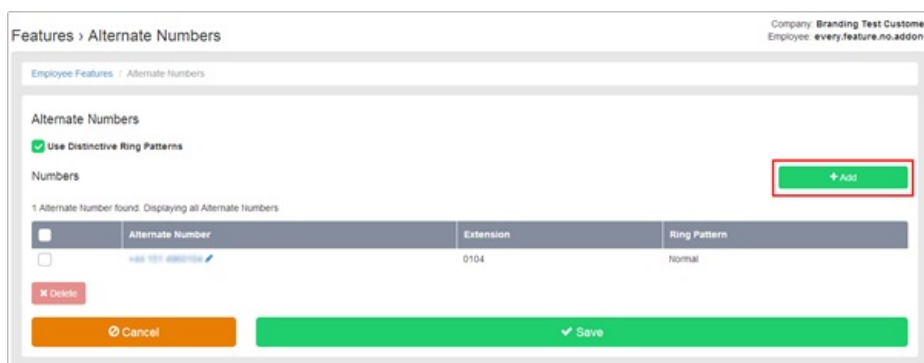 Company: Branding Test Custome
Features › Alternate Numbers
Employee: every.feature.no.addon
Employee Features / Alternate Numbers
Alternate Numbers
Use Distinctive Ring Patterns
Numbers
+ Add
1 Alternate Number found. Displaying all Alternate Numbers
Alternate Number Extension Ring Pattern
0104 Normal
✖ Delete
Cancel ✔ Save